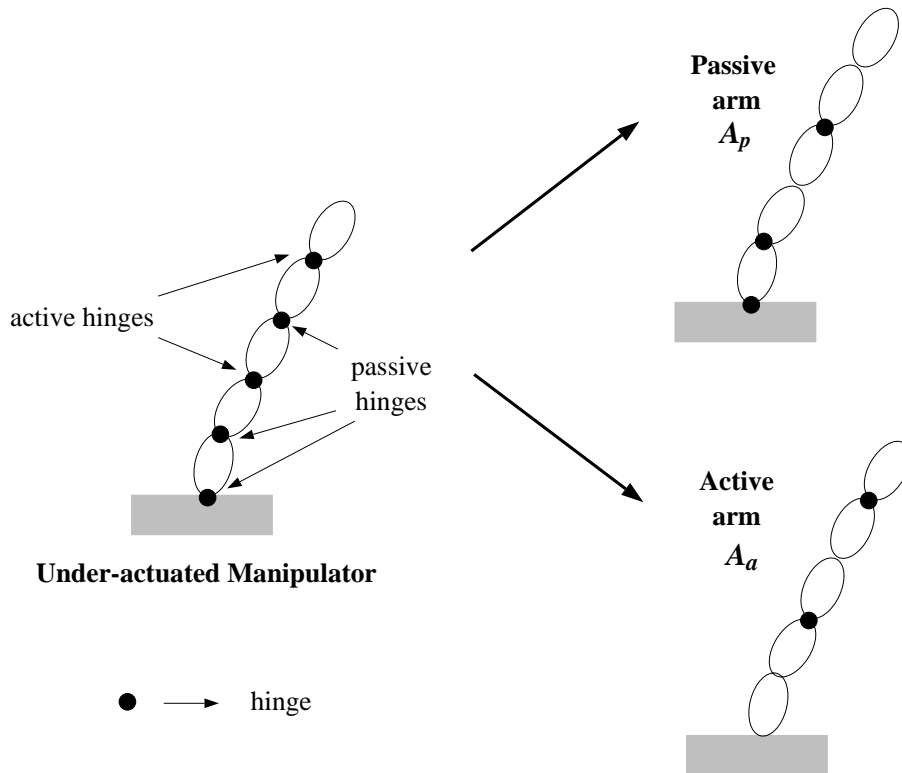 Passive
arm
A_p
active hinges
passive
hinges
Under-actuated Manipulator
Active
arm
A_a
hinge